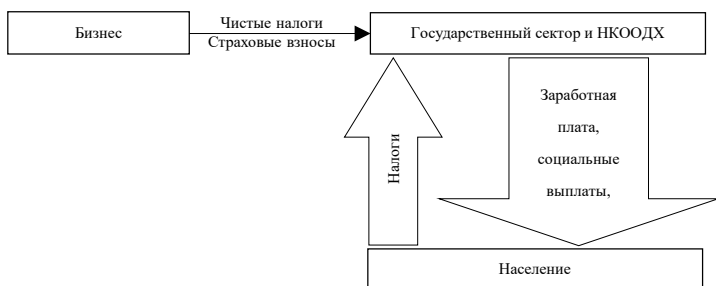 Бизнес
Чистые налоги
Страховые взносы
Государственный сектор и НКООДХ
Налоги
Заработная
плата,
социальные
выплаты,
Население